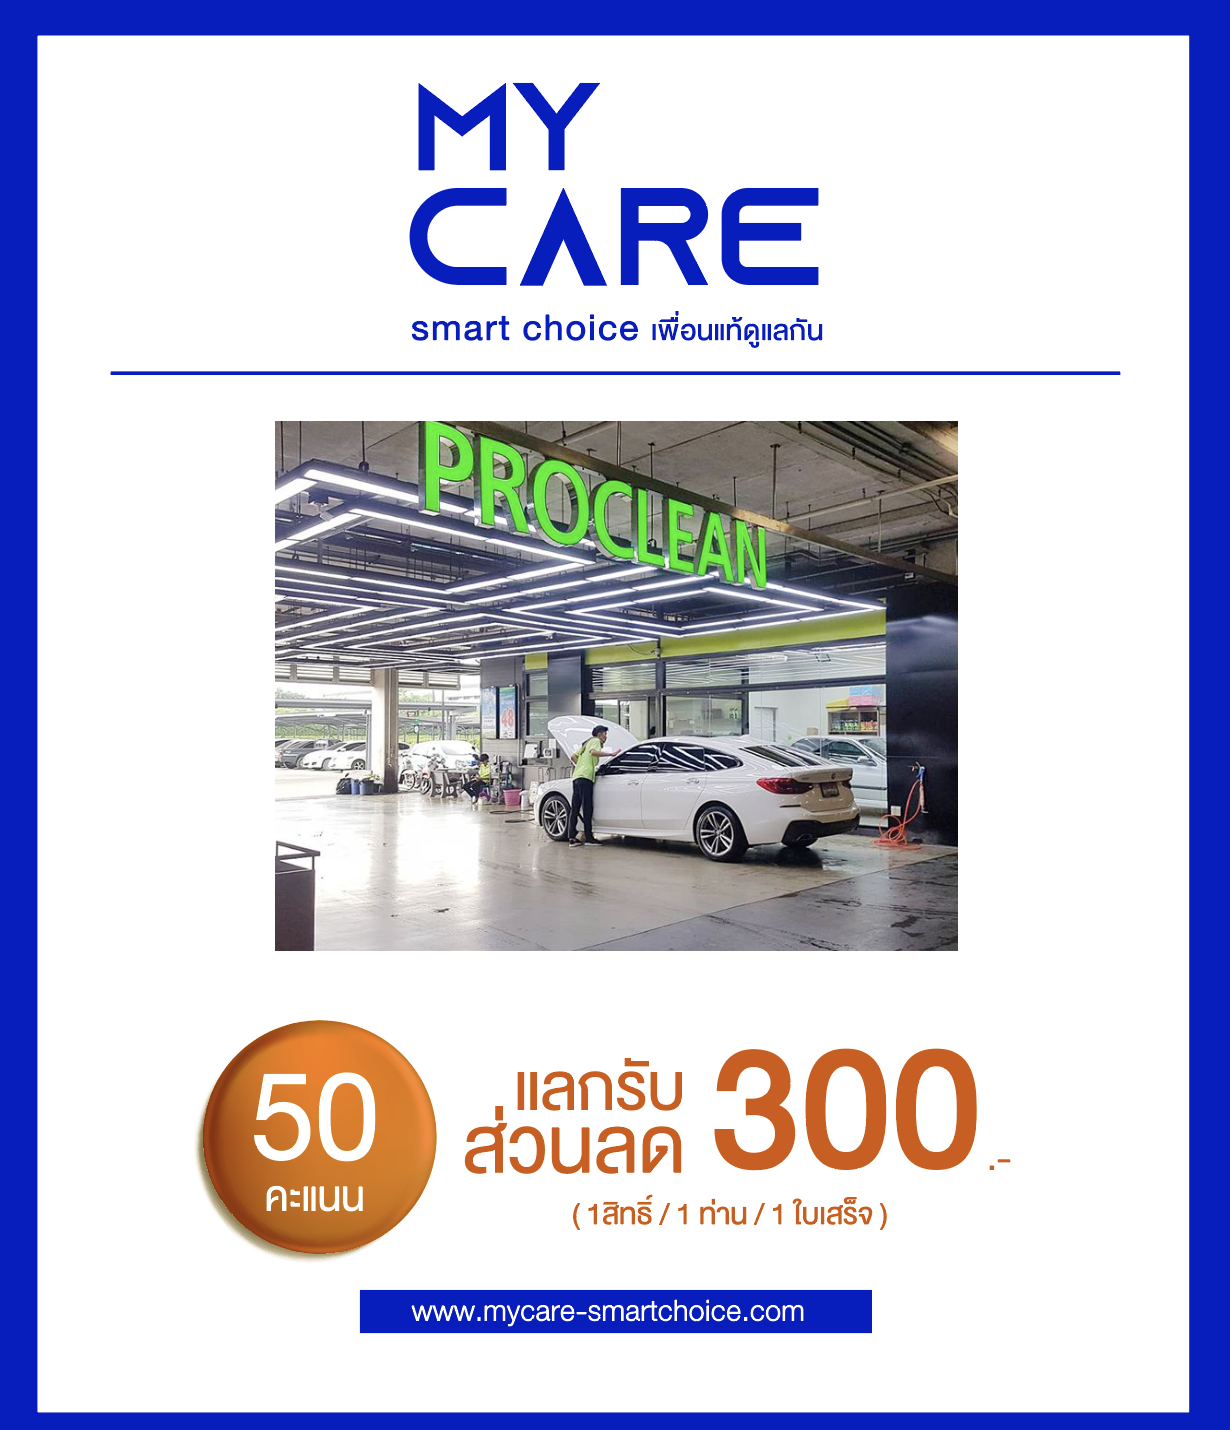 MY
CARE
smart choice เพื่อนแท้ดูแลกัน
PROCLEAN
48
50
คะแนน
แลกรับ
ส่วนลด 300.-
( 1สิทธิ์ / 1 ท่าน / 1 ใบเสร็จ )
www.mycare-smartchoice.com